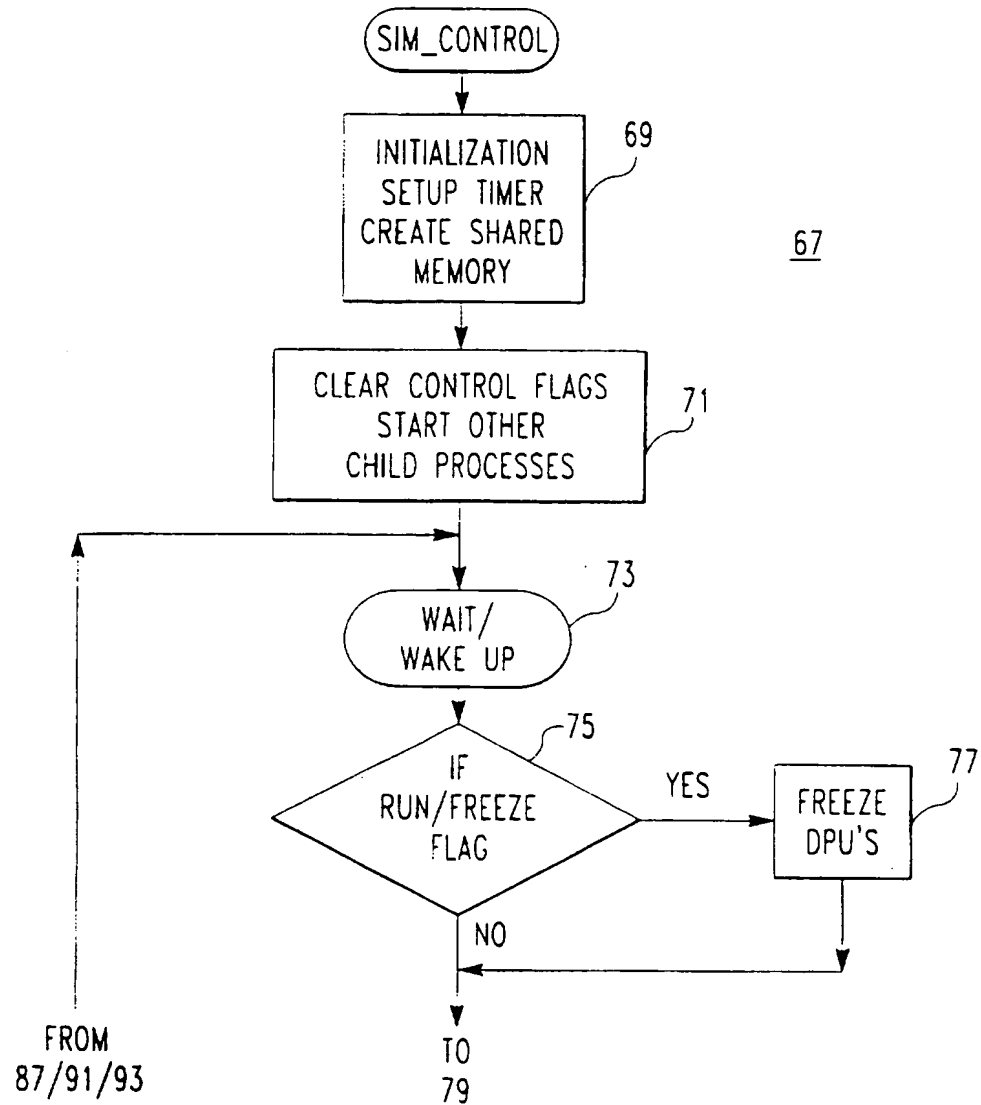 SIM_CONTROL
INITIALIZATION
SETUP TIMER
CREATE SHARED
MEMORY
69
67
CLEAR CONTROL FLAGS
START OTHER
CHILD PROCESSES
71
WAIT/
WAKE UP
73
IF
RUN/FREEZE
FLAG
75
YES
FREEZE
DPU'S
77
NO
FROM
87/91/93
TO
79